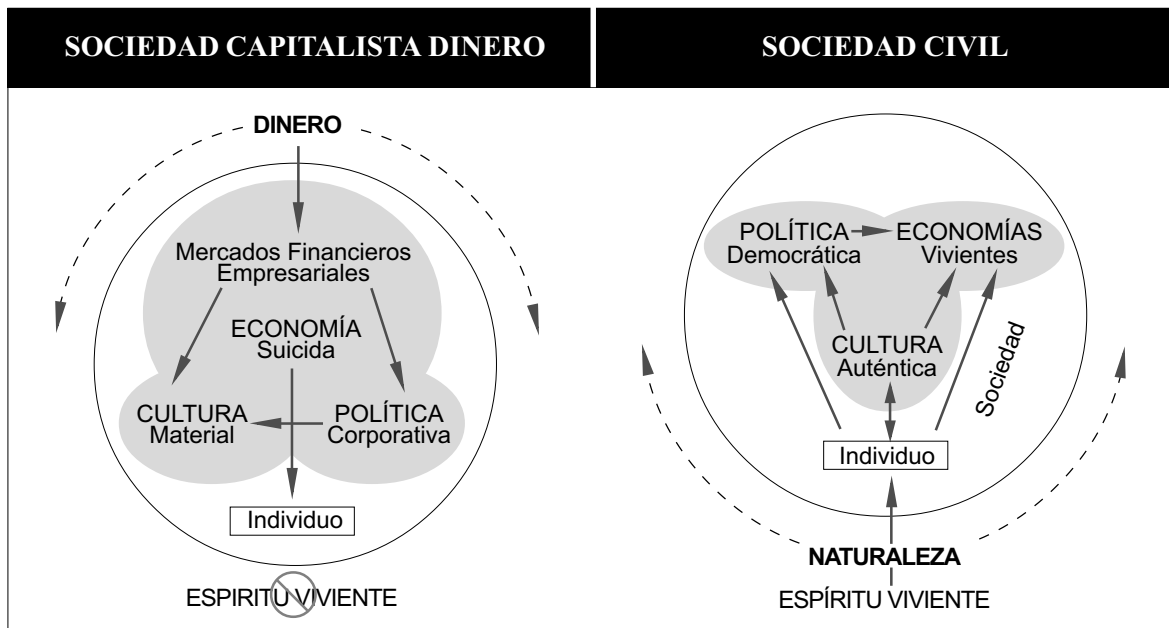 SOCIEDAD CAPITALISTA DINERO
DINERO
Mercados Financieros
Empresariales
ECONOMÍA
Suicida
CULTURA
Material
POLÍTICA
Corporativa
Individuo
ESPIRITU VIVIENTE
SOCIEDAD CIVIL
POLÍTICA
Democrática
ECONOMÍAS
Vivientes
CULTURA
Auténtica
Sociedad
Individuo
NATURALEZA
ESPÍRITU VIVIENTE